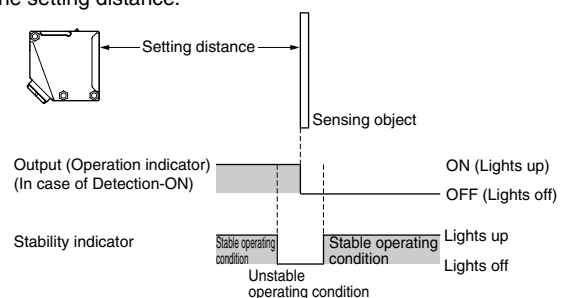 he setting distance.
Setting distance
Sensing object
Output (Operation indicator)
(In case of Detection-ON)
ON (Lights up)
OFF (Lights off)
Stability indicator
Stable operating
condition
Stable operating
condition
Lights up
Lights off
Unstable
operating condition